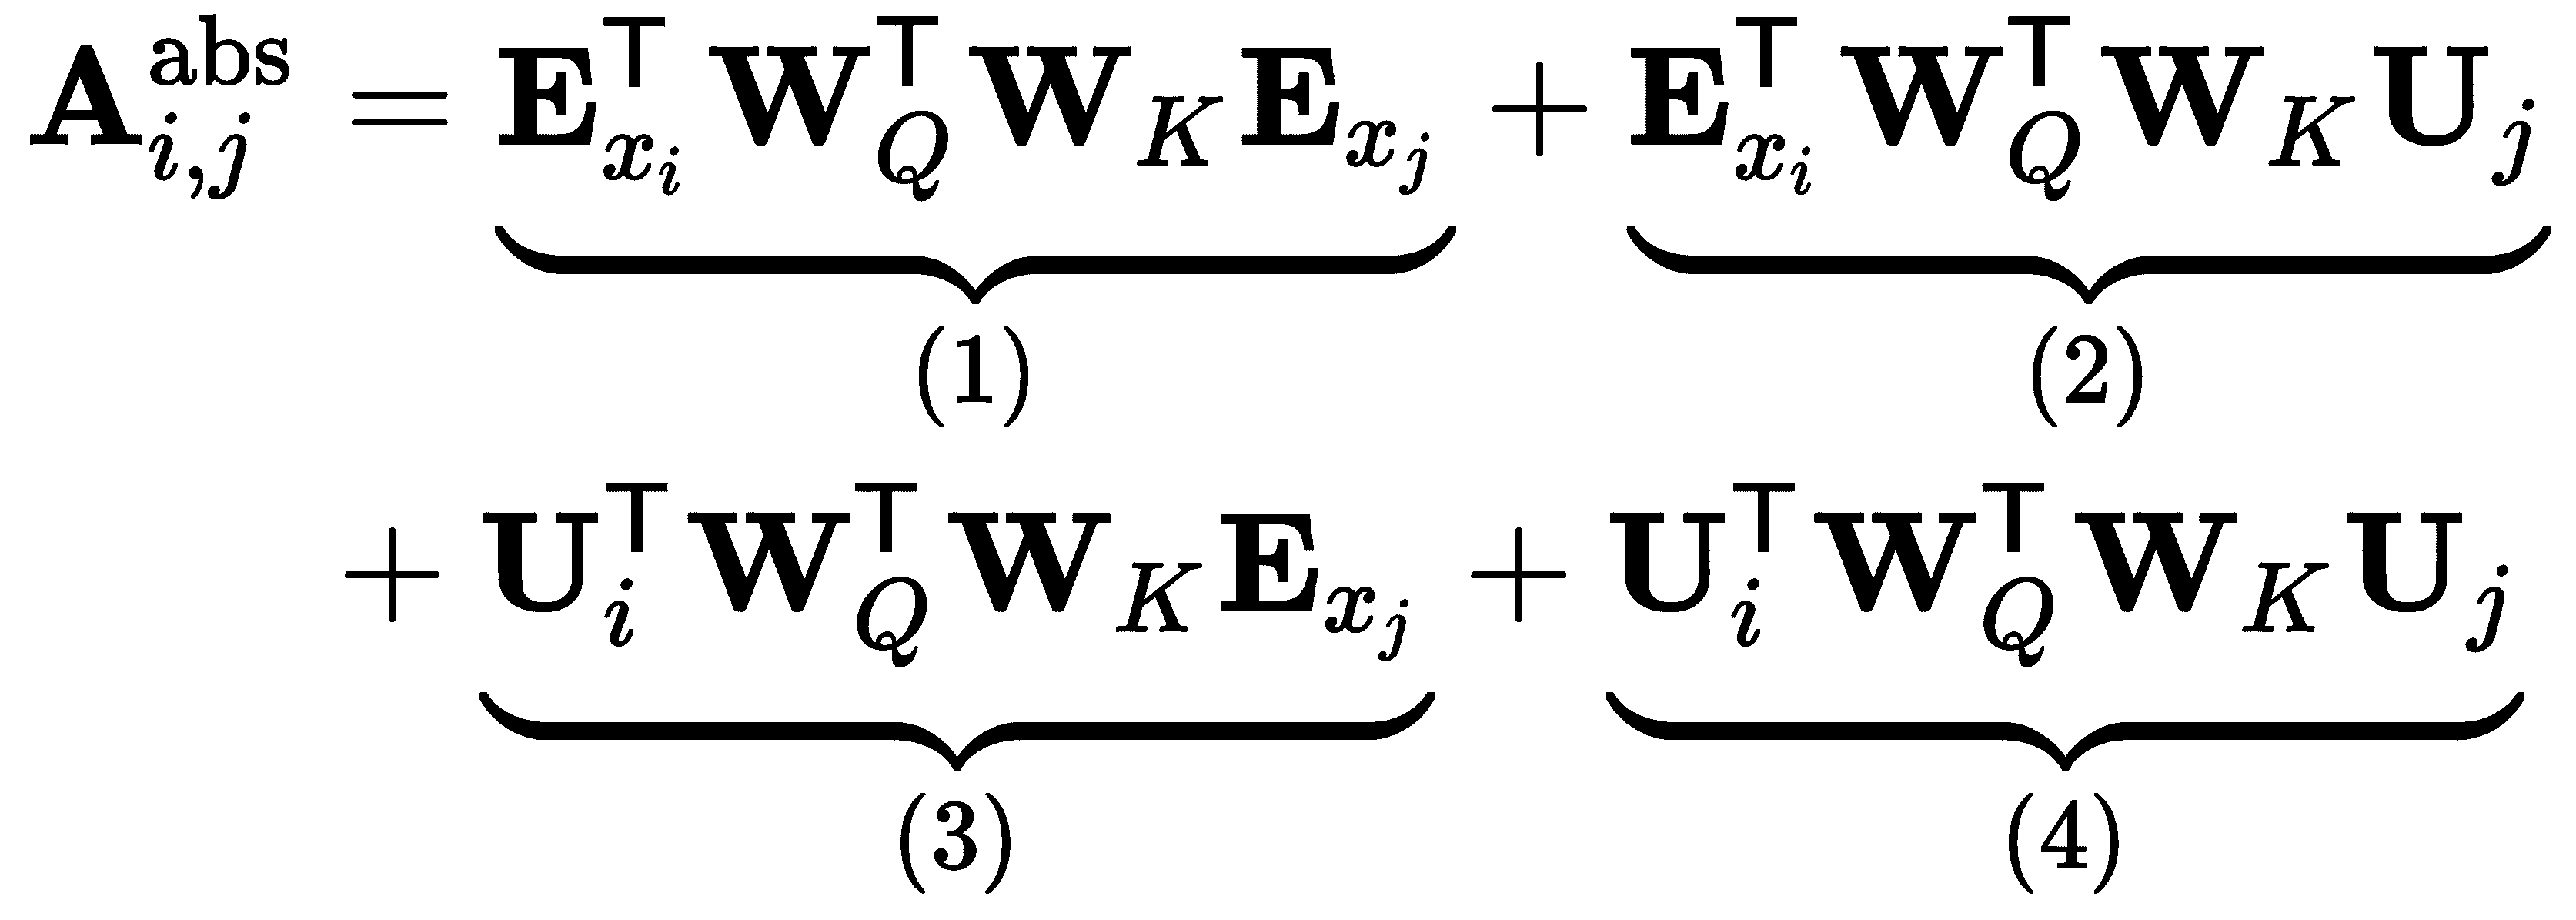 $\mathbf{A}_{i,j}^{\text{abs}} = \underbrace{\mathbf{E}_{x_i}^{\top} \mathbf{W}_Q^{\top} \mathbf{W}_K \mathbf{E}_{x_j}}_{(1)} + \underbrace{\mathbf{E}_{x_i}^{\top} \mathbf{W}_Q^{\top} \mathbf{W}_K \mathbf{U}_j}_{(2)}$
$+ \underbrace{\mathbf{U}_i^{\top} \mathbf{W}_Q^{\top} \mathbf{W}_K \mathbf{E}_{x_j}}_{(3)} + \underbrace{\mathbf{U}_i^{\top} \mathbf{W}_Q^{\top} \mathbf{W}_K \mathbf{U}_j}_{(4)}$